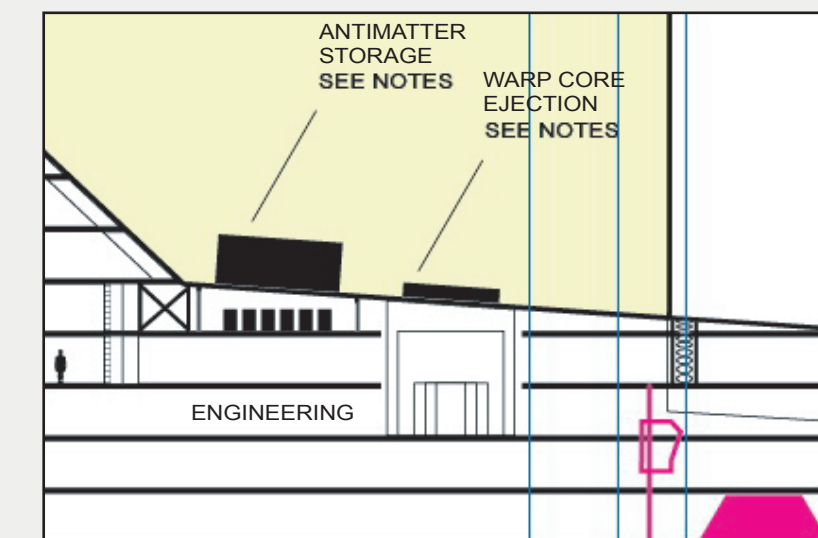 ANTIMATTER
STORAGE
SEE NOTES
WARP CORE
EJECTION
SEE NOTES
ENGINEERING